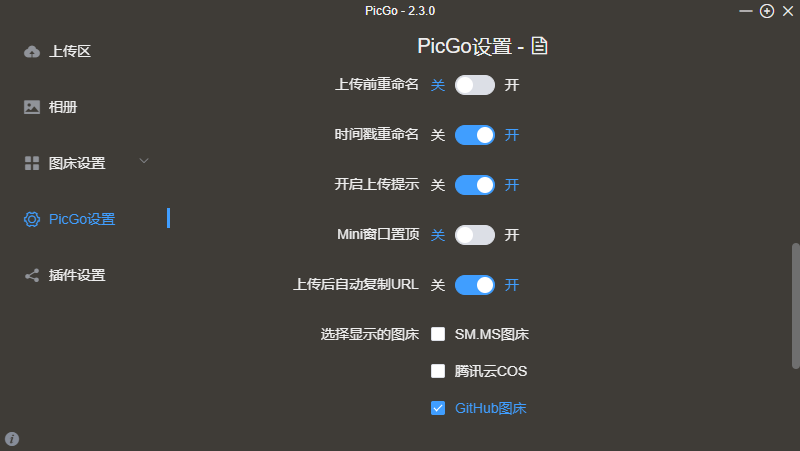 PicGo - 2.3.0
上传区
相册
图床设置
PicGo设置
插件设置
PicGo设置 -
上传前重命名 关 开
时间戳重命名 关 开
开启上传提示 关 开
Mini窗口置顶 关 开
上传后自动复制URL 关 开
选择显示的图床 SM.MS图床
腾讯云COS
GitHub图床